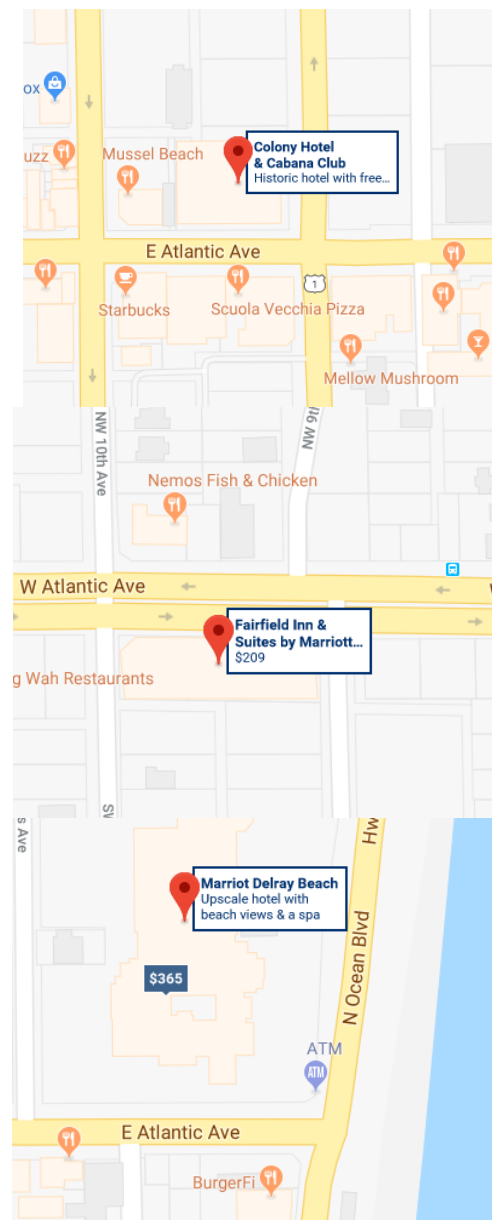 ox
uzz
Mussel Beach
Colony Hotel
& Cabana Club
Historic hotel with free...
E Atlantic Ave
1
Starbucks
Scuola Vecchia Pizza
Mellow Mushroom
NW 10th Ave
NW 9th
Nemos Fish & Chicken
W Atlantic Ave
Fairfield Inn &
Suites by Marriott...
$209
g Wah Restaurants
SW
s Ave
Hw
Marriot Delray Beach
Upscale hotel with
beach views & a spa
$365
N Ocean Blvd
ATM
ATM
E Atlantic Ave
BurgerFi